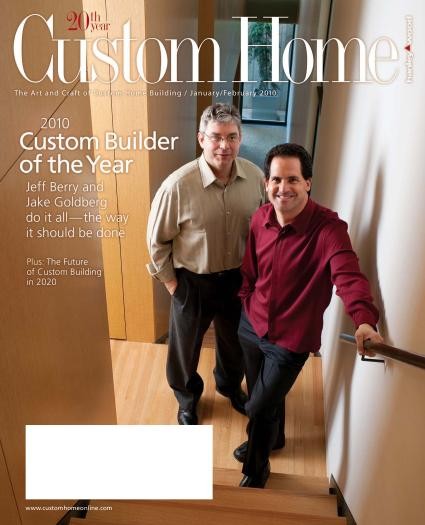 20th
year
Custom Home
hanley▲wood
The Art and Craft of Custom Home Building / January/February 2010
2010
Custom Builder
of the Year
Jeff Berry and
Jake Goldberg
do it all—the way
it should be done
Plus: The Future
of Custom Building
in 2020
www.customhomeonline.com